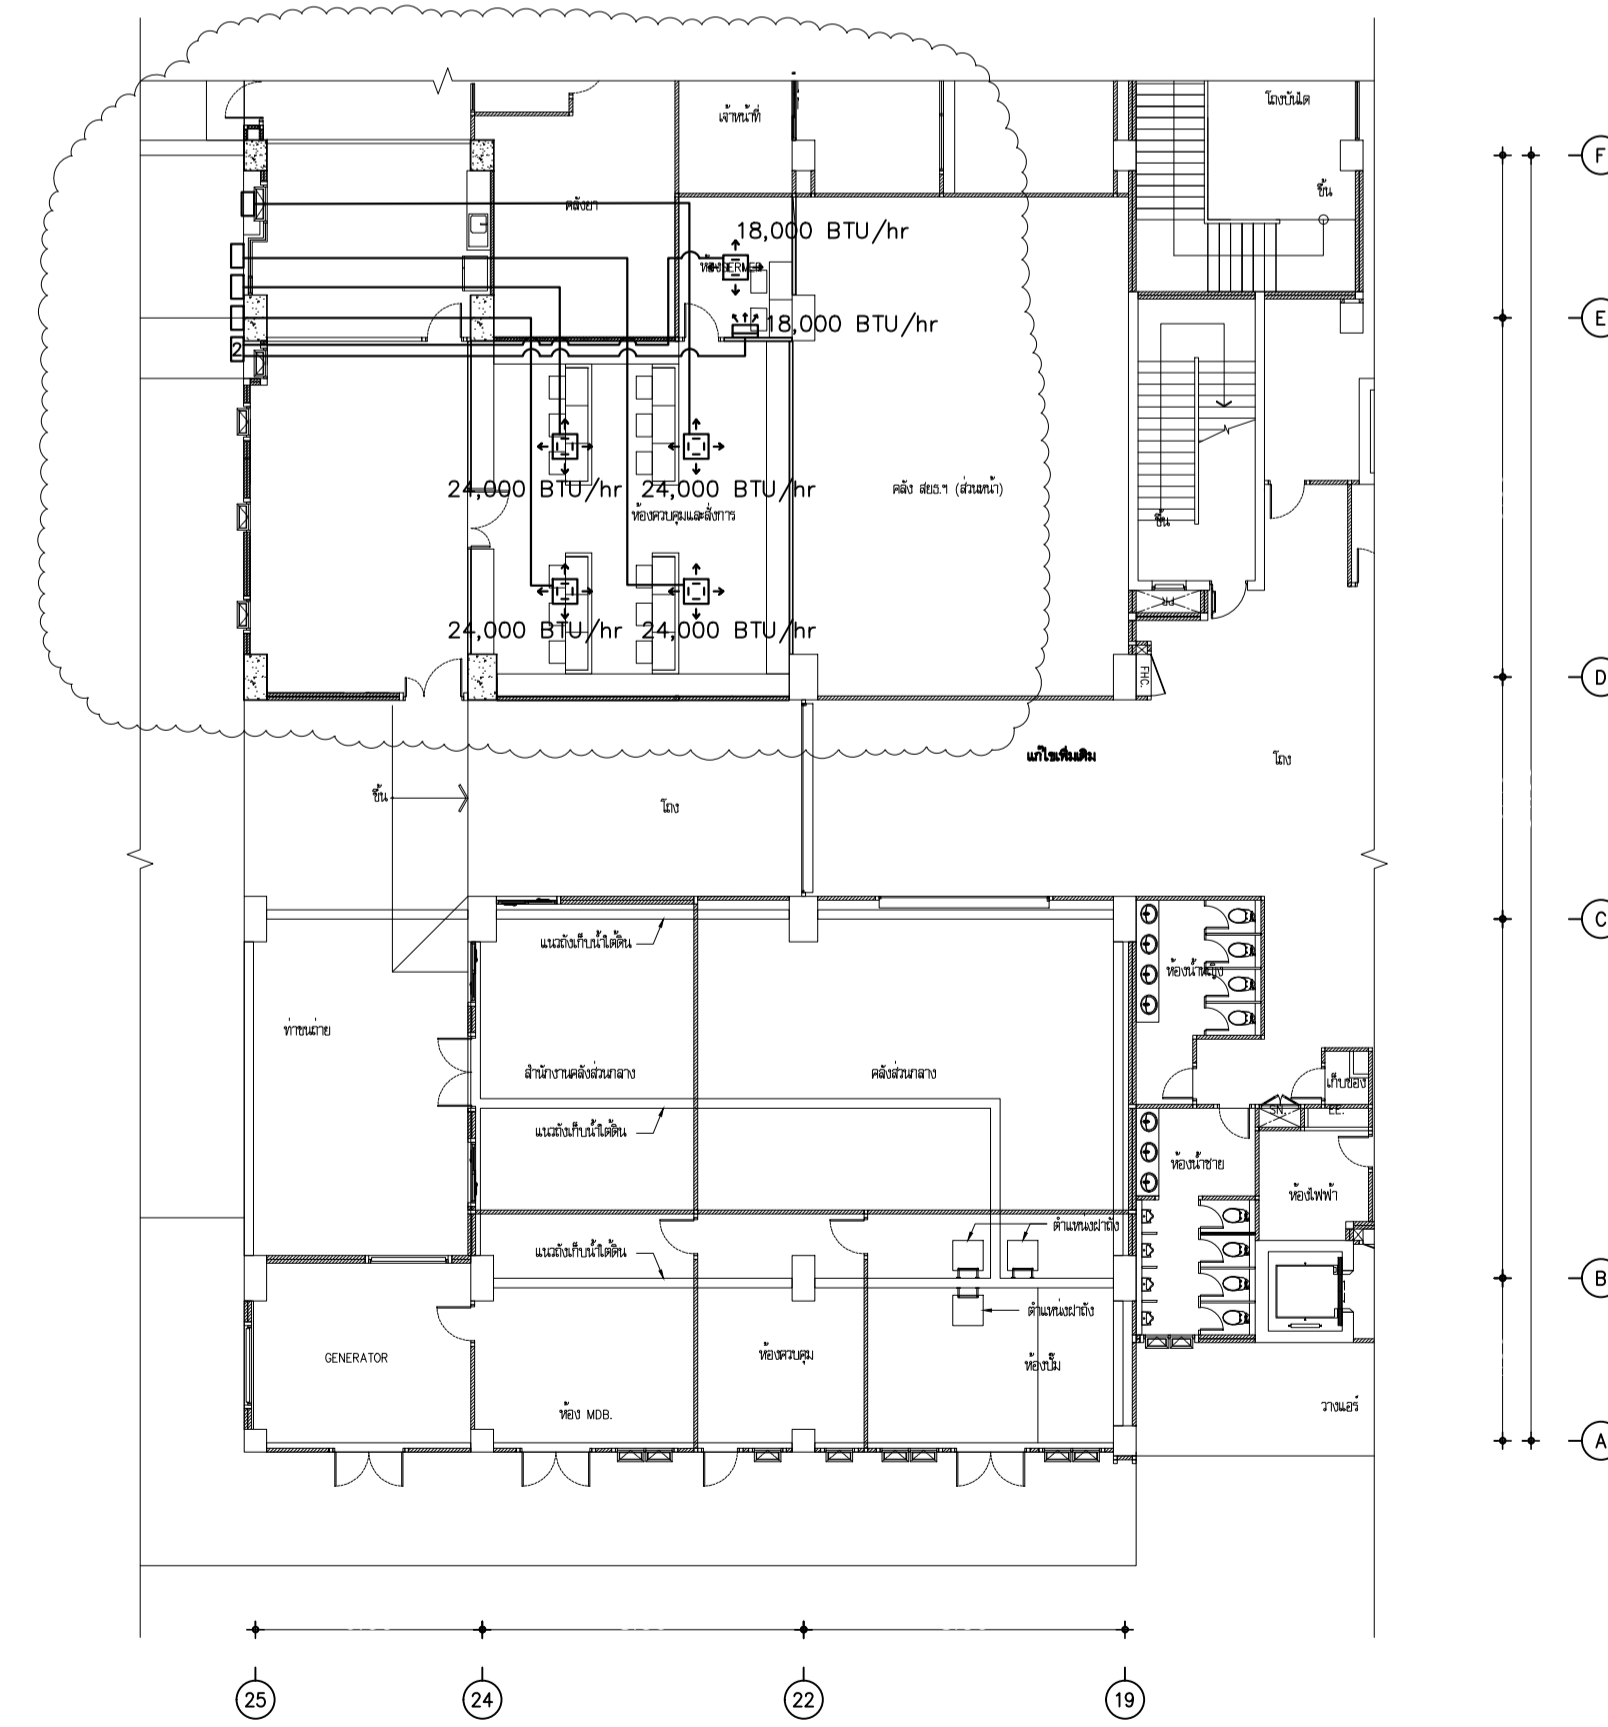 โถงบันได
เจ้าหน้าที่
F
ขึ้น
คลังยา
18,000 BTU/hr
18,000 BTU/hr
E
2
24,000 BTU/hr
24,000 BTU/hr
คลัง สยธ.ฯ (ส่วนหน้า)
ห้องควบคุมและสั่งการ
ขึ้น
24,000 BTU/hr
24,000 BTU/hr
FHC.
D
แก้ไขเพิ่มเติม
โถง
ขึ้น
โถง
C
แนวถังเก็บน้ำใต้ดิน
ห้องน้ำหญิง
ท่าขนถ่าย
สำนักงานคลังส่วนกลาง
คลังส่วนกลาง
เก็บของ
SN.
EE.
แนวถังเก็บน้ำใต้ดิน
ห้องน้ำชาย
ห้องไฟฟ้า
ตำแหน่งฝาถัง
แนวถังเก็บน้ำใต้ดิน
B
ตำแหน่งฝาถัง
GENERATOR
ห้องควบคุม
ห้องปั๊ม
ห้อง MDB.
วางแอร์
A
25
24
22
19